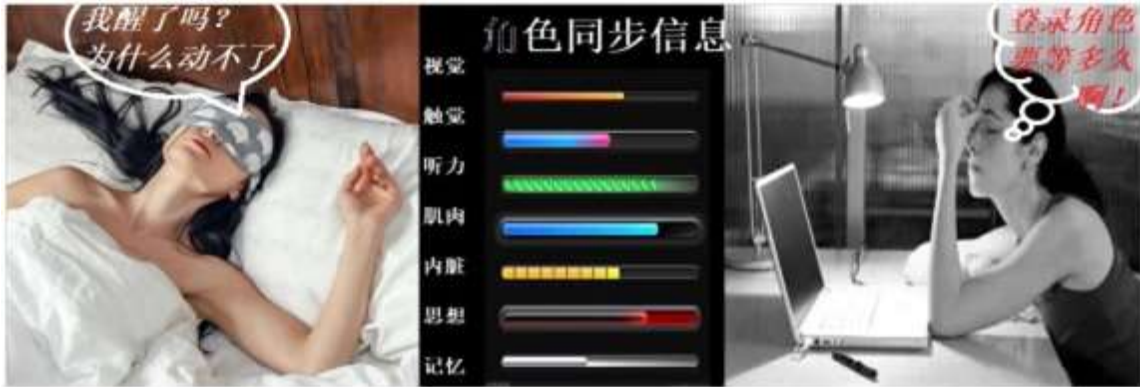 我醒了吗？
为什么动不了
角色同步信息
视觉
触觉
听力
肌肉
内脏
思想
记忆
登录角色
要等多久
啊！